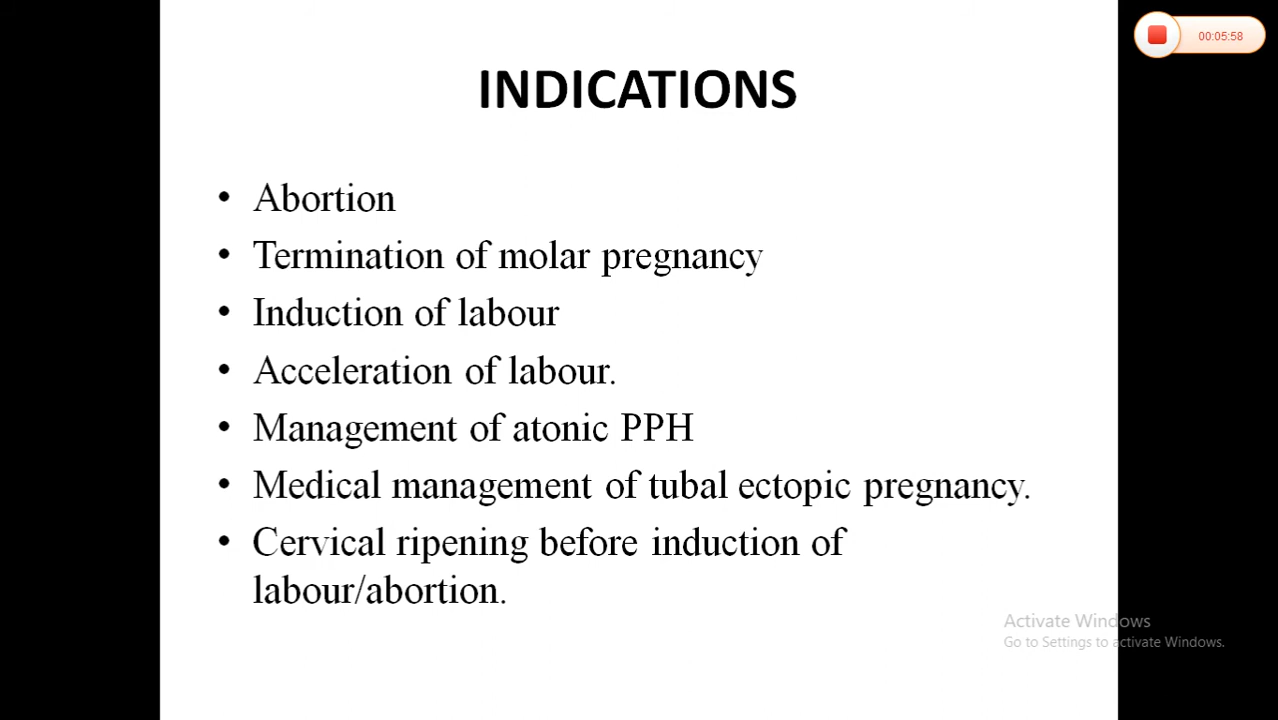 00:05:58
INDICATIONS
• Abortion
• Termination of molar pregnancy
• Induction of labour
• Acceleration of labour.
• Management of atonic PPH
• Medical management of tubal ectopic pregnancy.
• Cervical ripening before induction of
labour/abortion.
Activate Windows
Go to Settings to activate Windows.